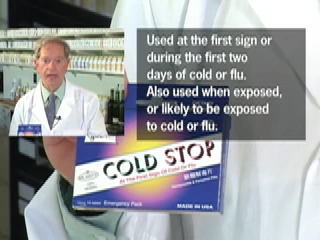 Used at the first sign or
during the first two
days of cold or flu.
Also used when exposed,
or likely to be exposed
to cold or flu.
COLD STOP
At The First Sign Of Cold Or Flu
Emergency Pack
MADE IN USA